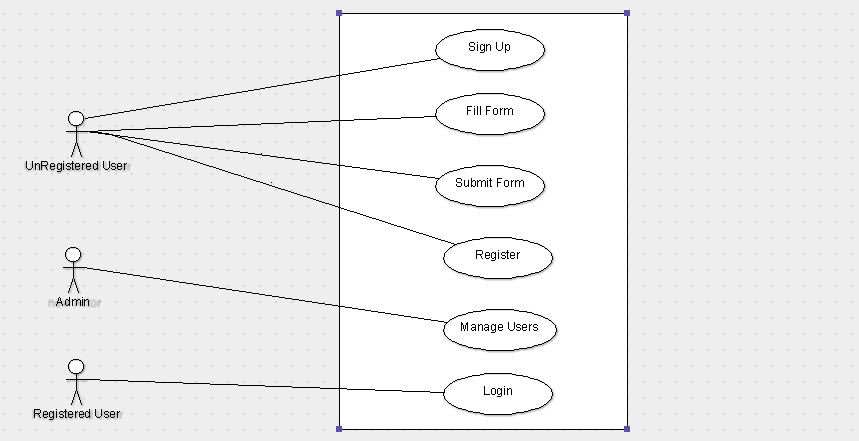 Sign Up
Fill Form
UnRegistered User
Submit Form
Register
Admin
Manage Users
Login
Registered User